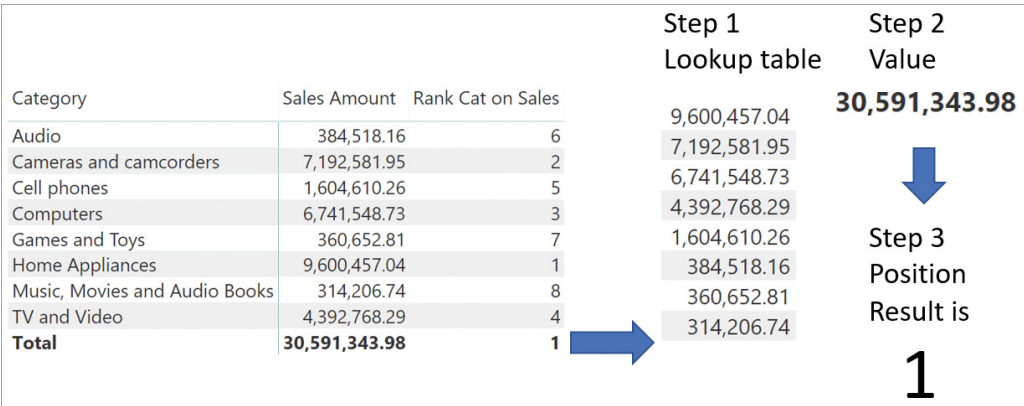 Category Sales Amount Rank Cat on Sales
Audio 384,518.16 6
Cameras and camcorders 7,192,581.95 2
Cell phones 1,604,610.26 5
Computers 6,741,548.73 3
Games and Toys 360,652.81 7
Home Appliances 9,600,457.04 1
Music, Movies and Audio Books 314,206.74 8
TV and Video 4,392,768.29 4
Total 30,591,343.98 1
Step 1
Lookup table
9,600,457.04
7,192,581.95
6,741,548.73
4,392,768.29
1,604,610.26
384,518.16
360,652.81
314,206.74
Step 2
Value
30,591,343.98
Step 3
Position
Result is
1